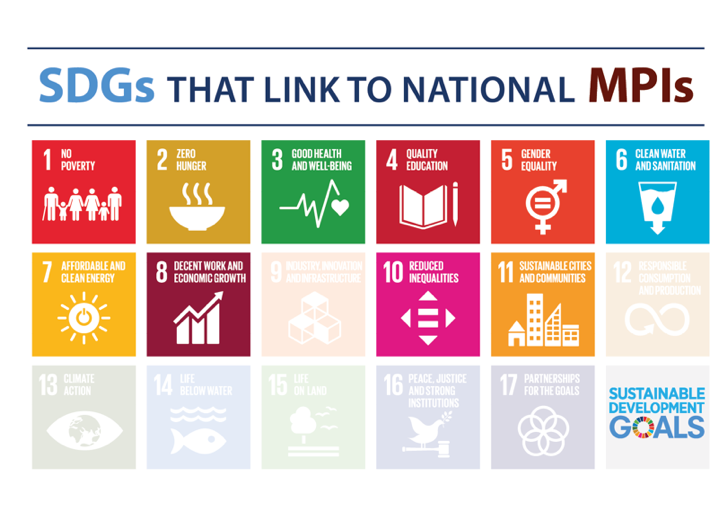 SDGs THAT LINK TO NATIONAL MPIs
1 NO
POVERTY
2 ZERO
HUNGER
3 GOOD HEALTH
AND WELL-BEING
4 QUALITY
EDUCATION
5 GENDER
EQUALITY
6 CLEAN WATER
AND SANITATION
7 AFFORDABLE AND
CLEAN ENERGY
8 DECENT WORK AND
ECONOMIC GROWTH
9 INDUSTRY, INNOVATION
AND INFRASTRUCTURE
10 REDUCED
INEQUALITIES
11 SUSTAINABLE CITIES
AND COMMUNITIES
12 RESPONSIBLE
CONSUMPTION
AND PRODUCTION
13 CLIMATE
ACTION
14 LIFE
BELOW WATER
15 LIFE
ON LAND
16 PEACE, JUSTICE
AND STRONG
INSTITUTIONS
17 PARTNERSHIPS
FOR THE GOALS
SUSTAINABLE
DEVELOPMENT
GOALS